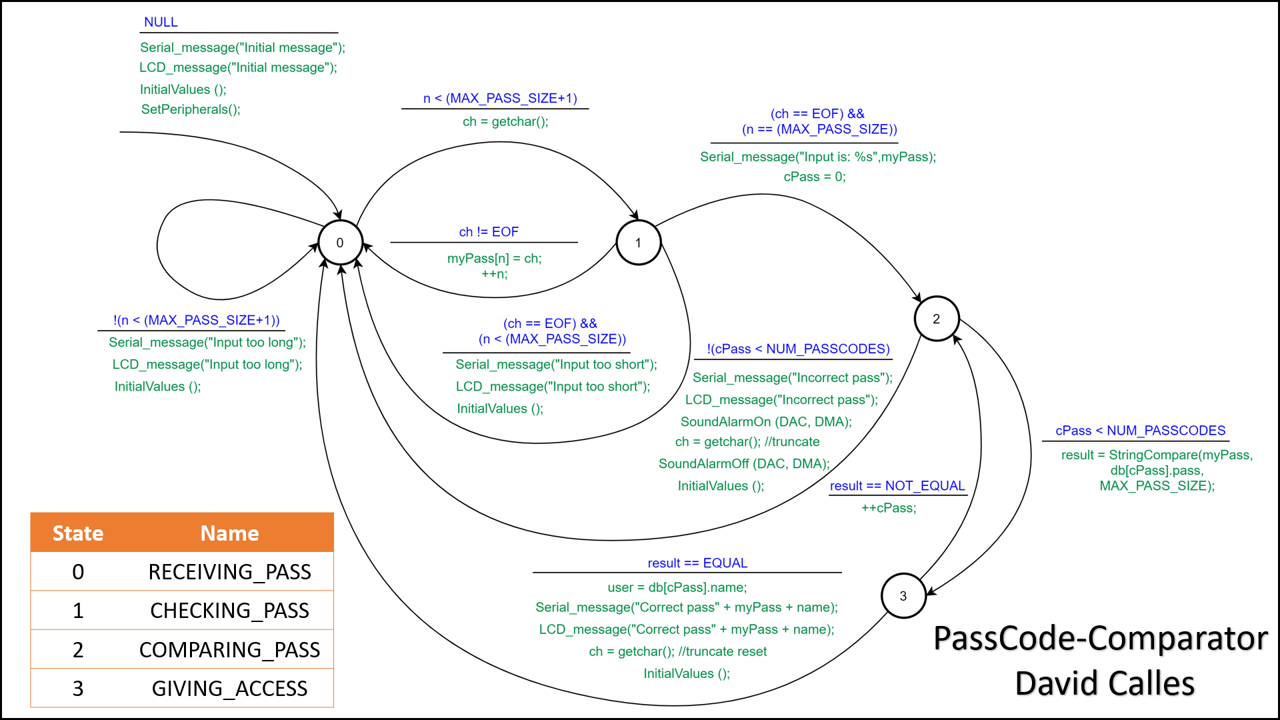 NULL
Serial_message("Initial message");
LCD_message("Initial message");
InitialValues ();
SetPeripherals();
n < (MAX_PASS_SIZE+1)
ch = getchar();
(ch == EOF) &&
(n == (MAX_PASS_SIZE))
Serial_message("Input is: %s",myPass);
cPass = 0;
0
1
2
3
ch != EOF
myPass[n] = ch;
++n;
!(n < (MAX_PASS_SIZE+1))
Serial_message("Input too long");
LCD_message("Input too long");
InitialValues ();
(ch == EOF) &&
(n < (MAX_PASS_SIZE))
Serial_message("Input too short");
LCD_message("Input too short");
InitialValues ();
!(cPass < NUM_PASSCODES)
Serial_message("Incorrect pass");
LCD_message("Incorrect pass");
SoundAlarmOn (DAC, DMA);
ch = getchar(); //truncate
SoundAlarmOff (DAC, DMA);
InitialValues ();
cPass < NUM_PASSCODES
result = StringCompare(myPass,
db[cPass].pass,
MAX_PASS_SIZE);
result == NOT_EQUAL
++cPass;
result == EQUAL
user = db[cPass].name;
Serial_message("Correct pass" + myPass + name);
LCD_message("Correct pass" + myPass + name);
ch = getchar(); //truncate reset
InitialValues ();
State Name
0 RECEIVING_PASS
1 CHECKING_PASS
2 COMPARING_PASS
3 GIVING_ACCESS
PassCode-Comparator
David Calles